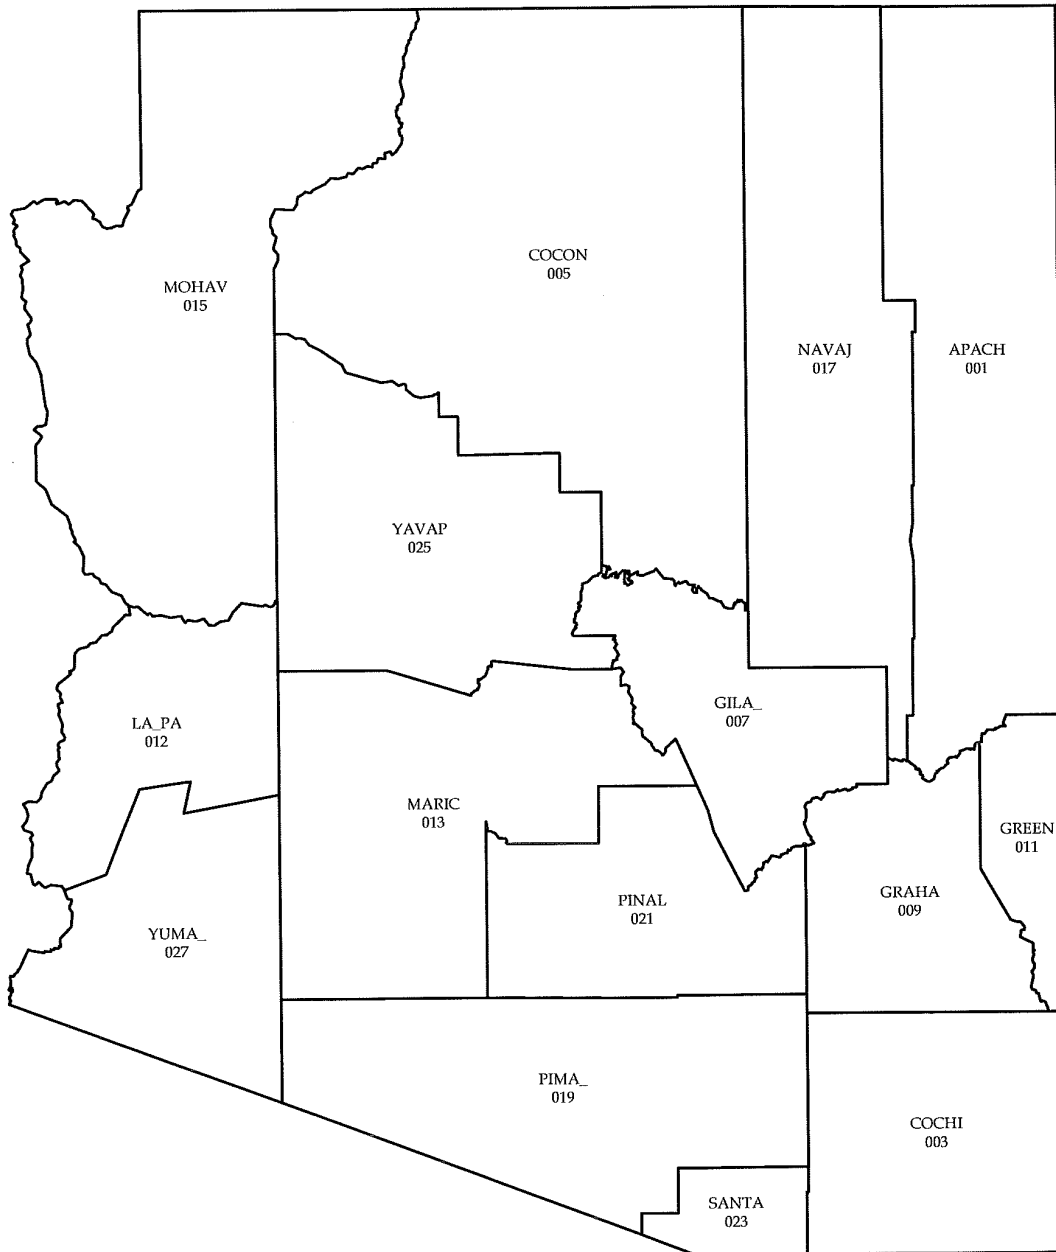 COCON
005
MOHAV
015
NAVAJ
017
APACH
001
YAVAP
025
GILA_
007
LA_PA
012
MARIC
013
GREEN
011
PINAL
021
GRAHA
009
YUMA_
027
PIMA_
019
COCHI
003
SANTA
023